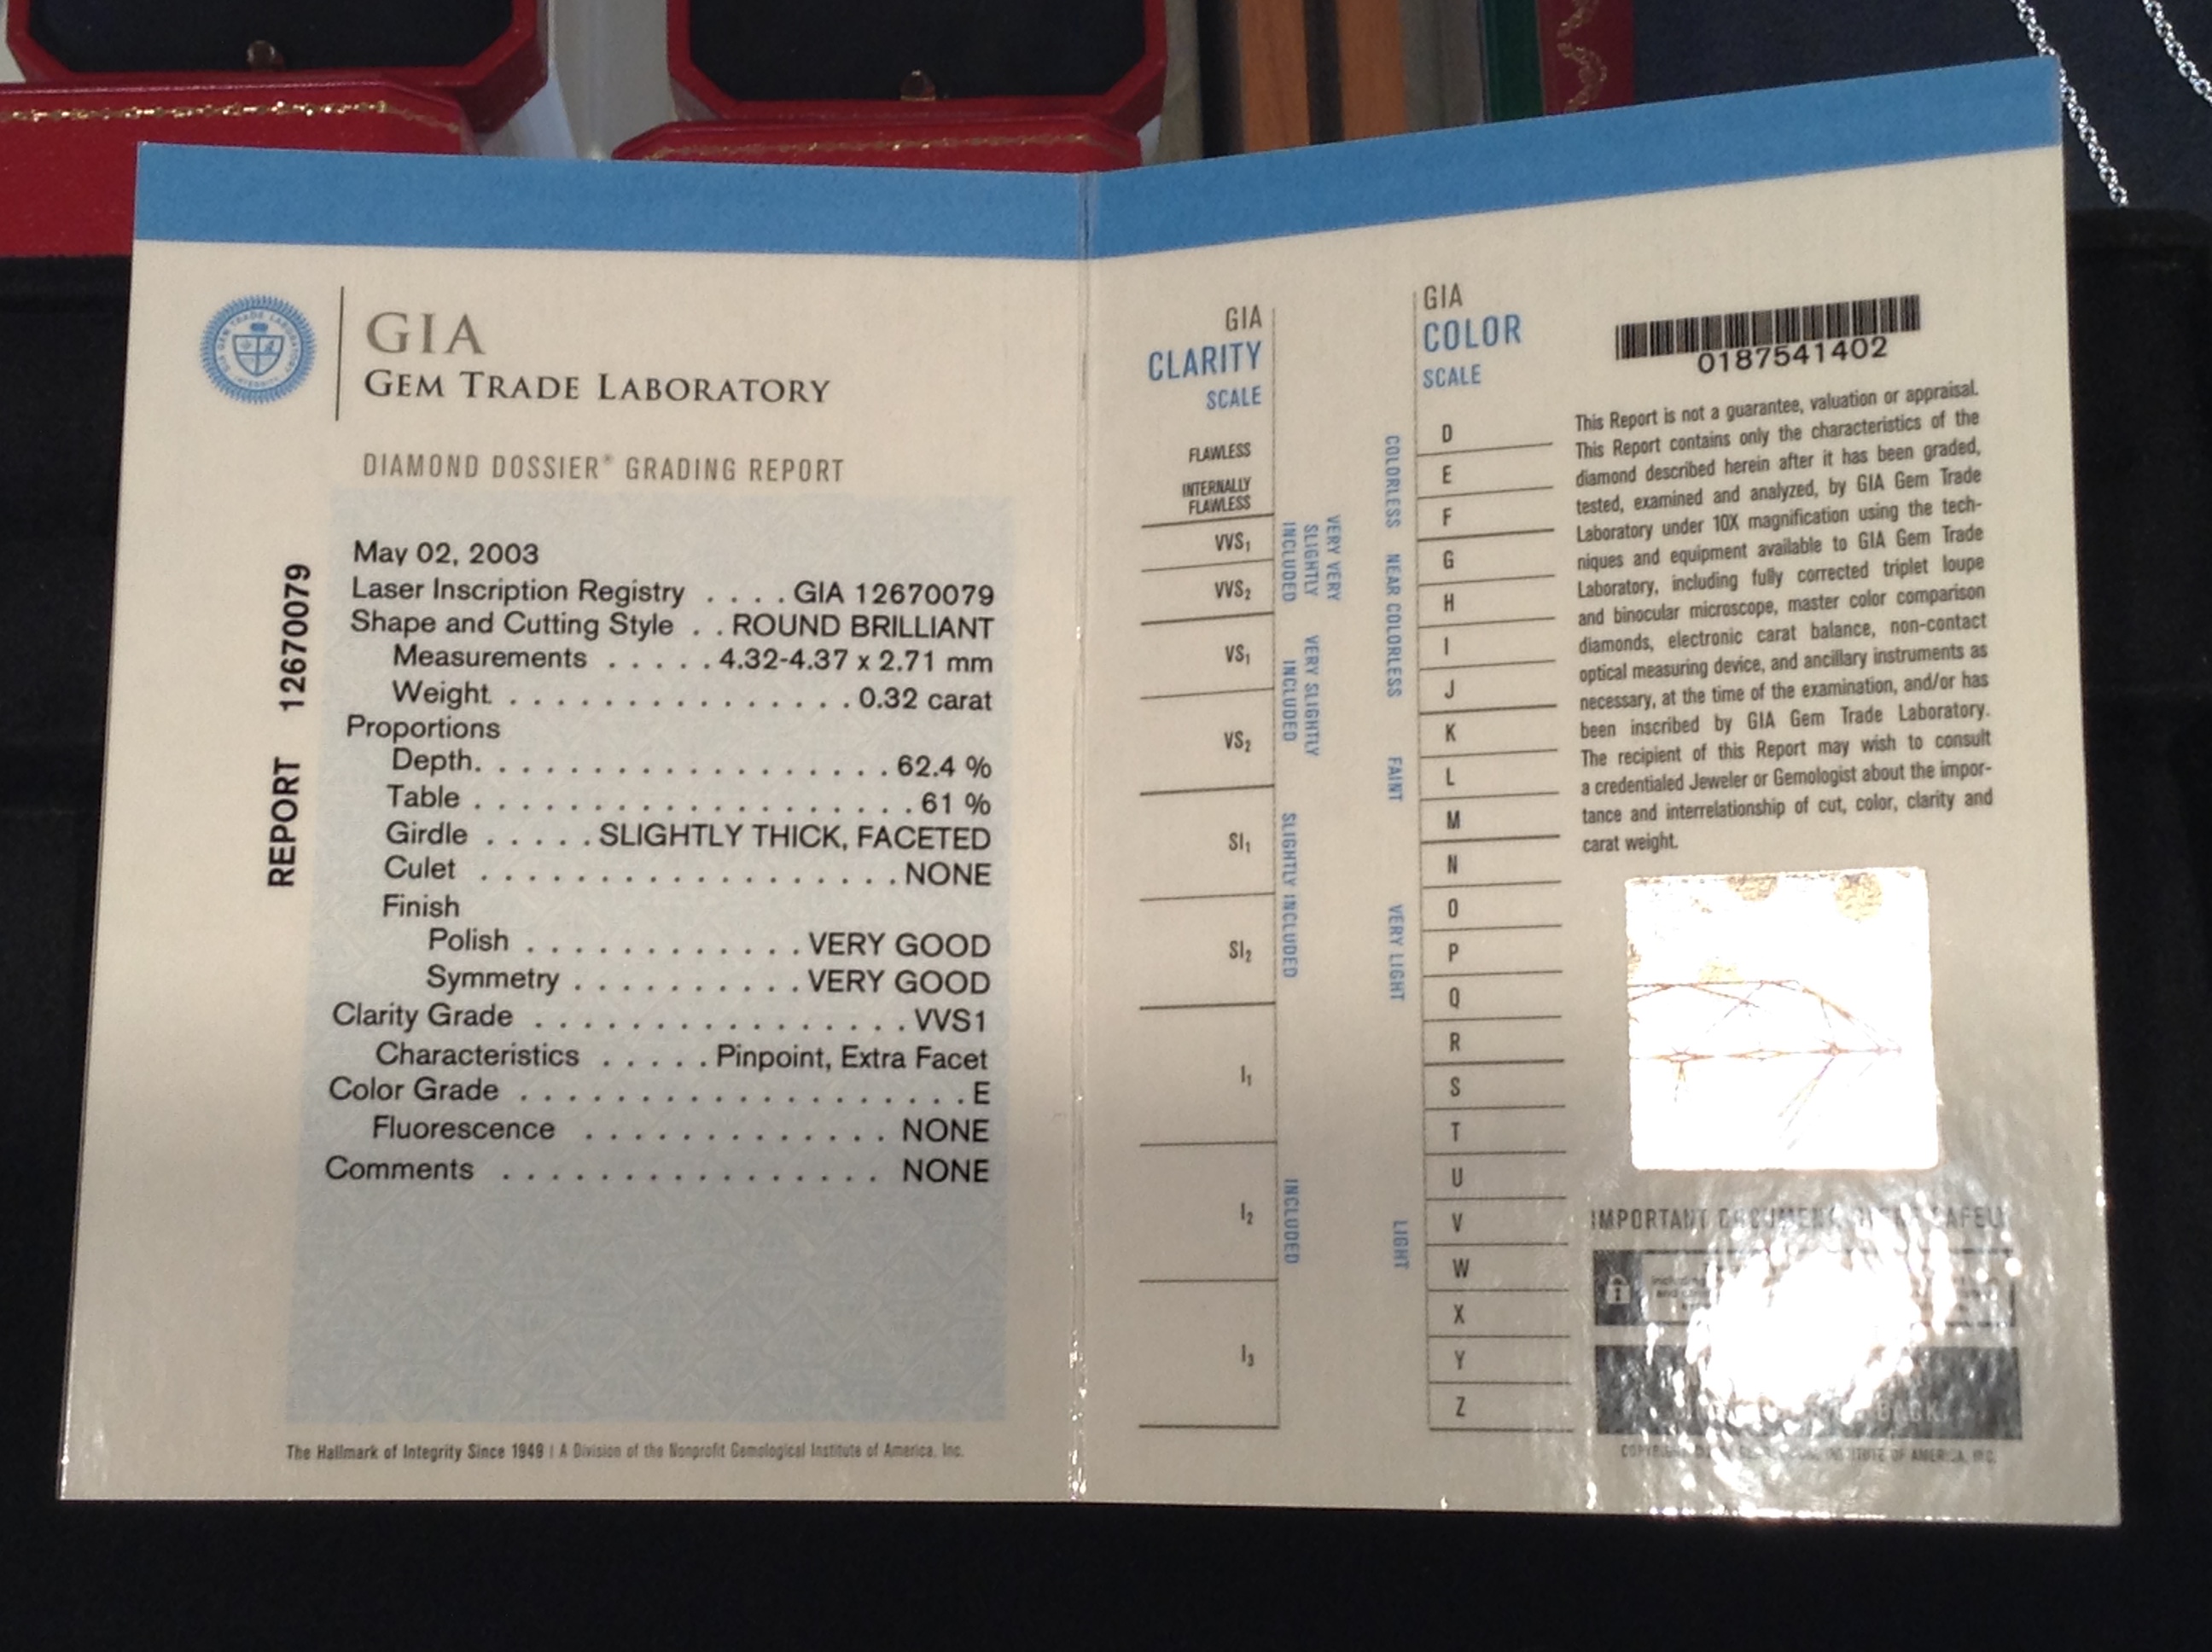 GIA
GEM TRADE LABORATORY
DIAMOND DOSSIER® GRADING REPORT
REPORT 12670079
May 02, 2003
Laser Inscription Registry . . . . GIA 12670079
Shape and Cutting Style . . ROUND BRILLIANT
Measurements . . . . . 4.32-4.37 x 2.71 mm
Weight. . . . . . . . . . . . . . . . 0.32 carat
Proportions
Depth. . . . . . . . . . . . . . . . . . . 62.4 %
Table . . . . . . . . . . . . . . . . . . . . 61 %
Girdle . . . . . SLIGHTLY THICK, FACETED
Culet . . . . . . . . . . . . . . . . . . . NONE
Finish
Polish . . . . . . . . . . . . VERY GOOD
Symmetry . . . . . . . . . . VERY GOOD
Clarity Grade . . . . . . . . . . . . . . . . . VVS1
Characteristics . . . . . Pinpoint, Extra Facet
Color Grade . . . . . . . . . . . . . . . . . . . . E
Fluorescence . . . . . . . . . . . . . NONE
Comments . . . . . . . . . . . . . . . . NONE
The Hallmark of Integrity Since 1949 | A Division of the Nonprofit Gemological Institute of America, Inc.
GIA
CLARITY
SCALE
FLAWLESS
INTERNALLY
FLAWLESS
VVS1
VVS2
VERY VERY
SLIGHTLY
INCLUDED
VS1
VS2
VERY SLIGHTLY
INCLUDED
SI1
SI2
SLIGHTLY INCLUDED
I1
I2
I3
INCLUDED
GIA
COLOR
SCALE
COLORLESS
D
E
F
NEAR COLORLESS
G
H
I
J
FAINT
K
L
M
VERY LIGHT
N
O
P
Q
R
LIGHT
S
T
U
V
W
X
Y
Z
0187541402
This Report is not a guarantee, valuation or appraisal.
This Report contains only the characteristics of the
diamond described herein after it has been graded,
tested, examined and analyzed, by GIA Gem Trade
Laboratory under 10X magnification using the tech-
niques and equipment available to GIA Gem Trade
Laboratory, including fully corrected triplet loupe
and binocular microscope, master color comparison
diamonds, electronic carat balance, non-contact
optical measuring device, and ancillary instruments as
necessary, at the time of the examination, and/or has
been inscribed by GIA Gem Trade Laboratory.
The recipient of this Report may wish to consult
a credentialed Jeweler or Gemologist about the impor-
tance and interrelationship of cut, color, clarity and
carat weight.
IMPORTANT DOCUMENT
BACK
OF AMERICA, INC.